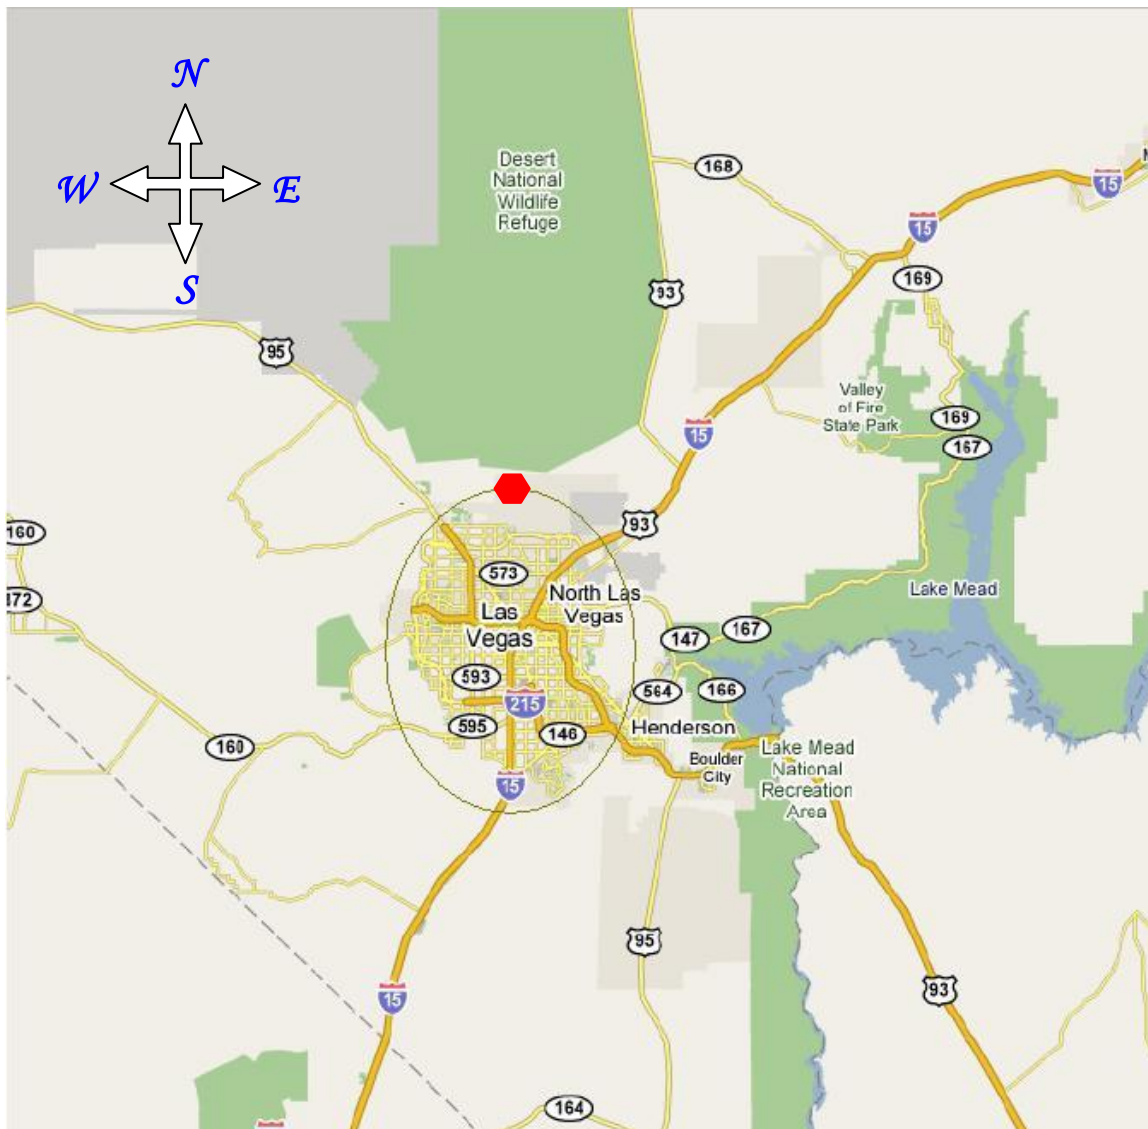 N
W
E
S
Desert
National
Wildlife
Refuge
168
15
15
93
169
95
Valley
of Fire
State Park
169
15
167
160
93
573
372
North Las
Vegas
Lake Mead
Las
Vegas
147
167
593
564
166
215
595
146
Henderson
160
Boulder
City
Lake Mead
National
Recreation
Area
15
95
93
15
164